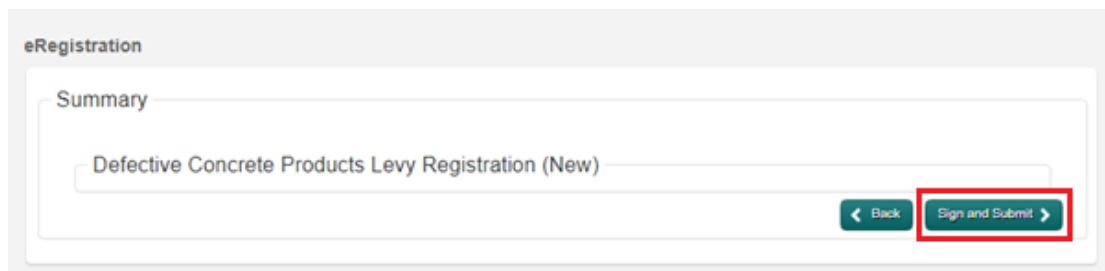 eRegistration
Summary
Defective Concrete Products Levy Registration (New)
Back
Sign and Submit